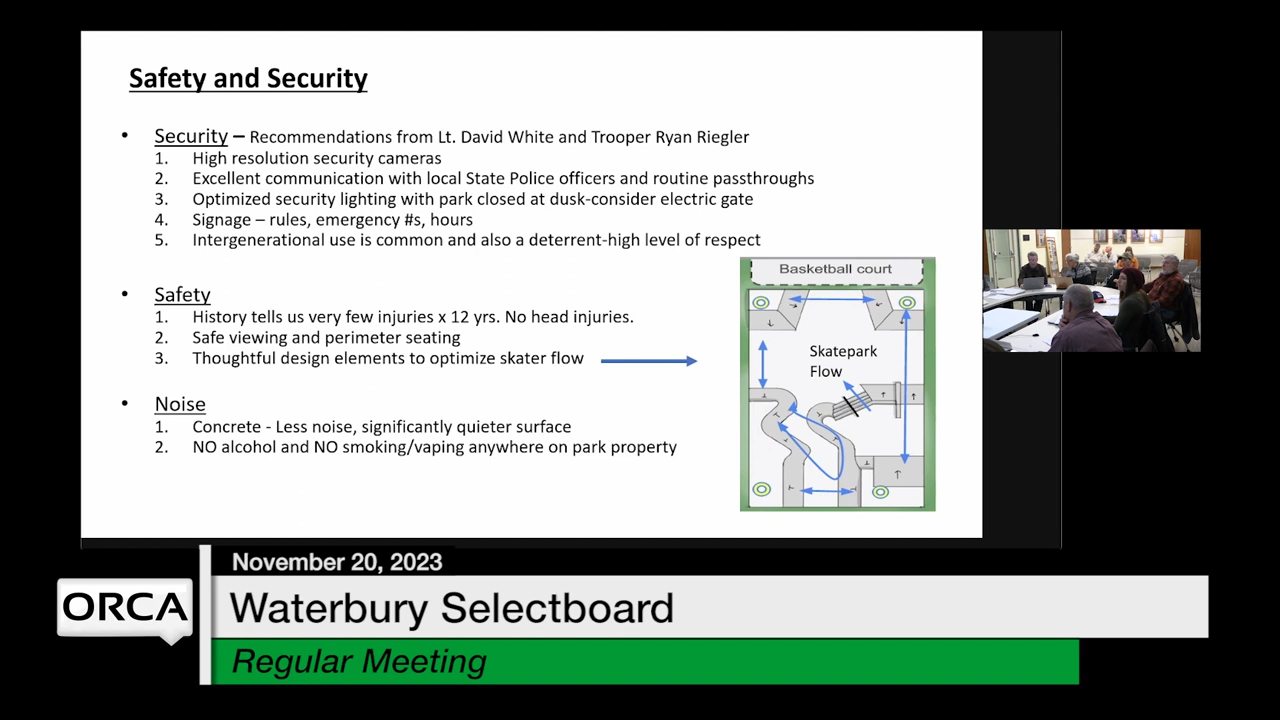 Safety and Security
• Security – Recommendations from Lt. David White and Trooper Ryan Riegler
1. High resolution security cameras
2. Excellent communication with local State Police officers and routine passthroughs
3. Optimized security lighting with park closed at dusk-consider electric gate
4. Signage – rules, emergency #s, hours
5. Intergenerational use is common and also a deterrent-high level of respect
• Safety
1. History tells us very few injuries x 12 yrs. No head injuries.
2. Safe viewing and perimeter seating
3. Thoughtful design elements to optimize skater flow
• Noise
1. Concrete - Less noise, significantly quieter surface
2. NO alcohol and NO smoking/vaping anywhere on park property
Basketball court
Skatepark
Flow
November 20, 2023
ORCA
Waterbury Selectboard
Regular Meeting